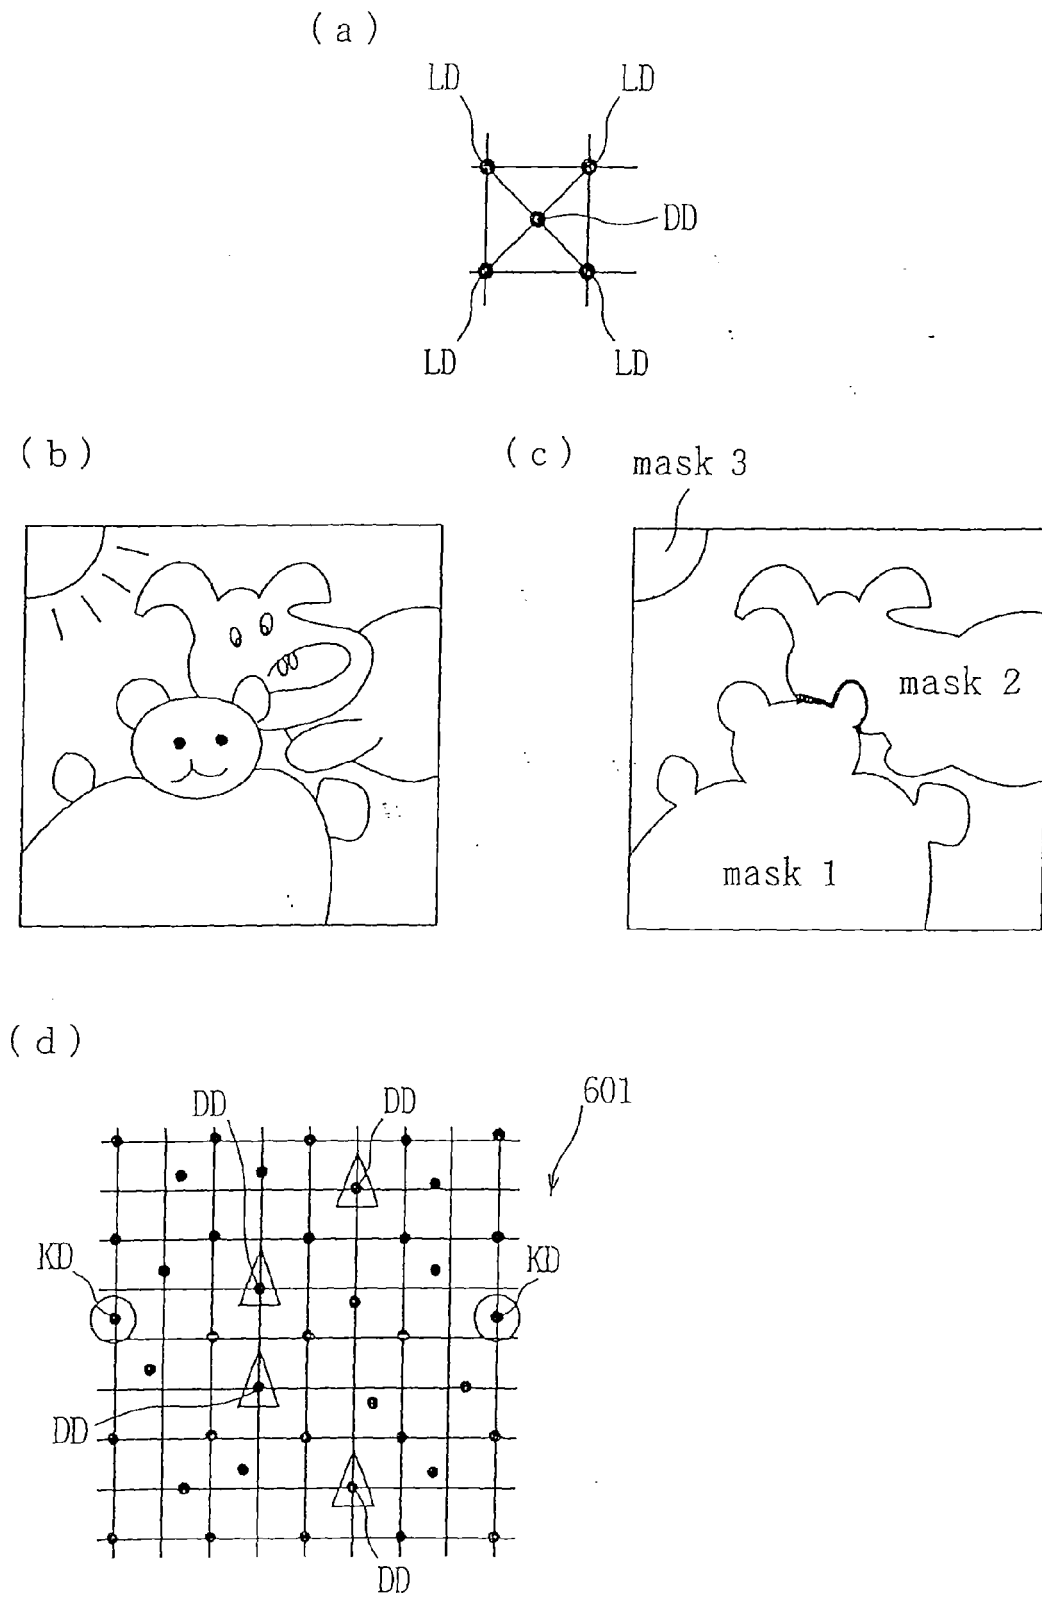 (a)
LD LD
DD
LD LD
(b) (c) mask 3
mask 2
mask 1
(d)
DD DD 601
KD KD
DD
DD